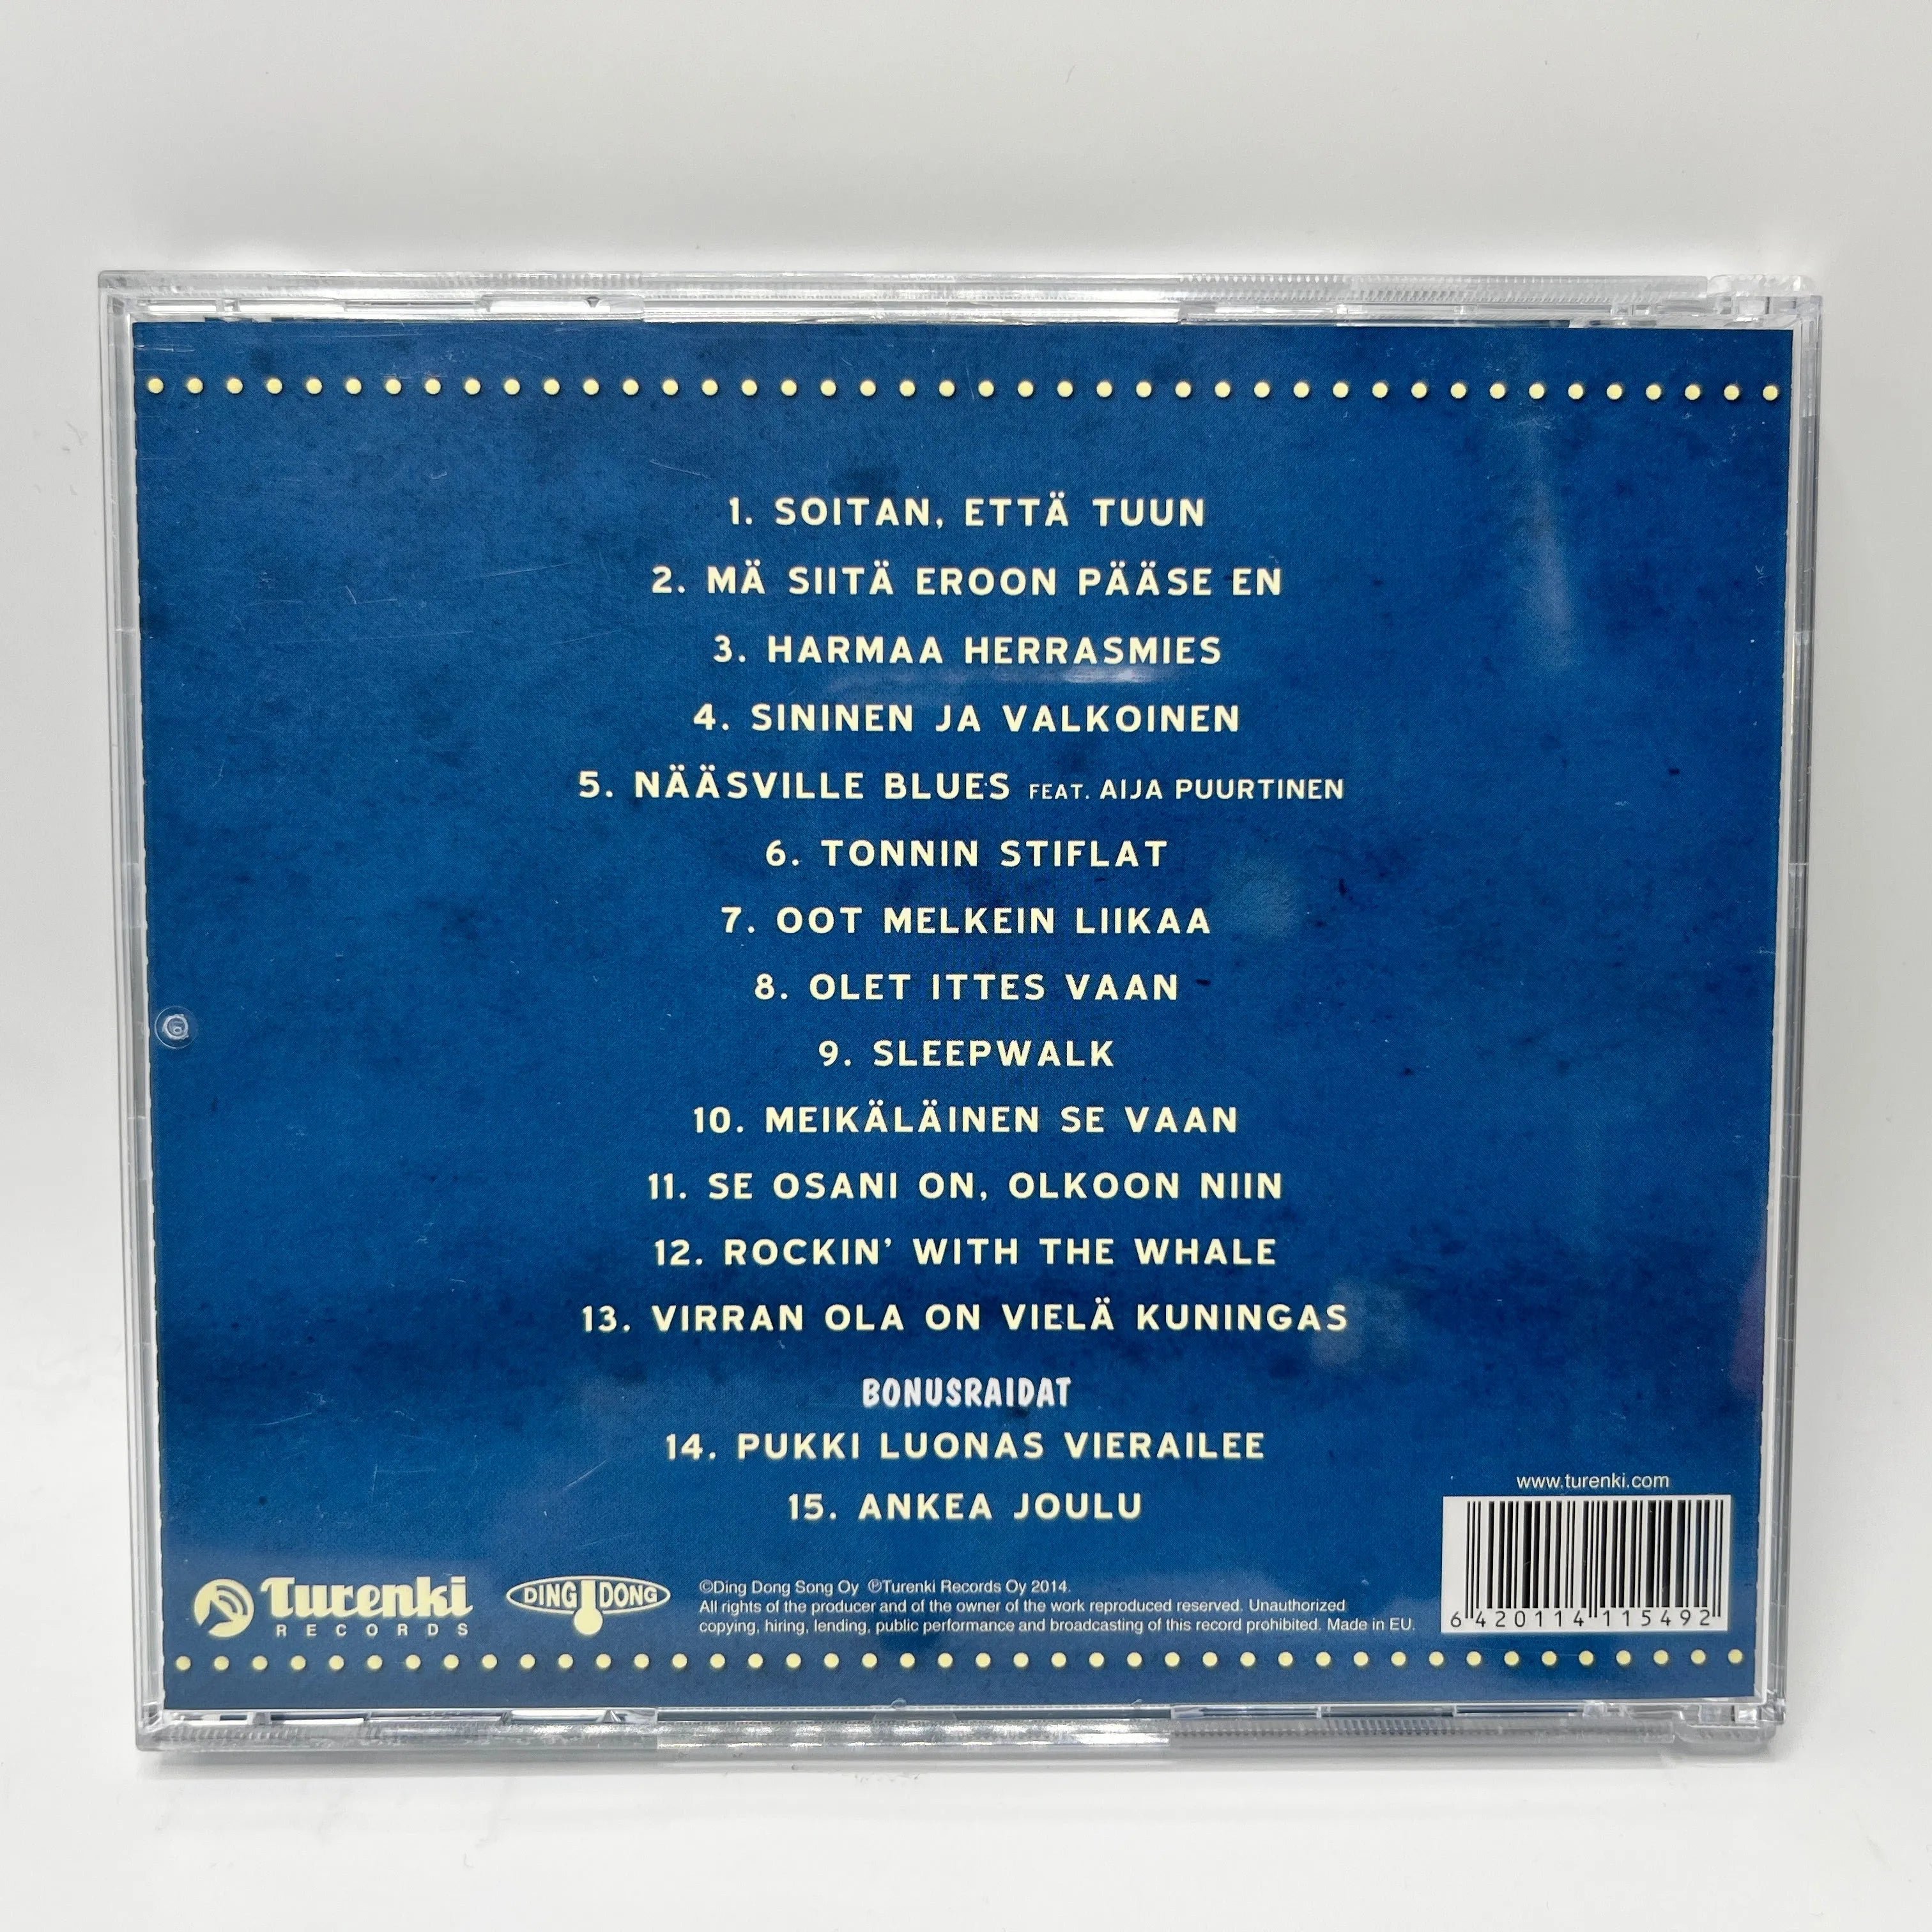 1. SOITAN, ETTÄ TUUN
2. MÄ SIITÄ EROON PÄÄSE EN
3. HARMAA HERRASMIES
4. SININEN JA VALKOINEN
5. NÄÄSVILLE BLUES FEAT. AIJA PUURTINEN
6. TONNIN STIFLAT
7. OOT MELKEIN LIIKAA
8. OLET ITTES VAAN
9. SLEEPWALK
10. MEIKÄLÄINEN SE VAAN
11. SE OSANI ON, OLKOON NIIN
12. ROCKIN' WITH THE WHALE
13. VIRRAN OLA ON VIELÄ KUNINGAS
BONUSRAIDAT
14. PUKKI LUONAS VIERAILEE
15. ANKEA JOULU
www.turenki.com
Turenki
RECORDS
DING DONG
©Ding Dong Song Oy ℗Turenki Records Oy 2014.
All rights of the producer and of the owner of the work reproduced reserved. Unauthorized
copying, hiring, lending, public performance and broadcasting of this record prohibited. Made in EU.
6 420114 115492